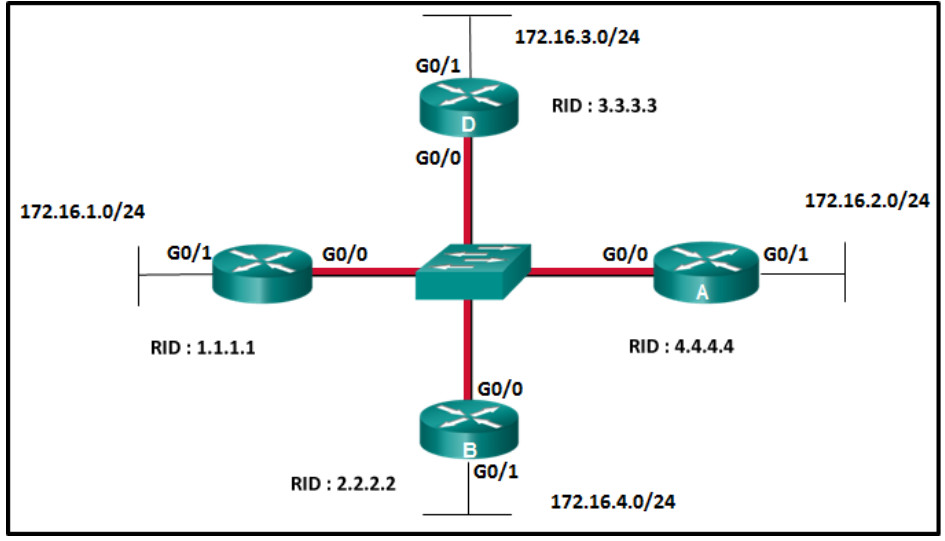 172.16.3.0/24
G0/1
RID : 3.3.3.3
D
G0/0
172.16.1.0/24
172.16.2.0/24
G0/1
G0/0
G0/0
G0/1
A
RID : 1.1.1.1
RID : 4.4.4.4
G0/0
B
G0/1
RID : 2.2.2.2
172.16.4.0/24